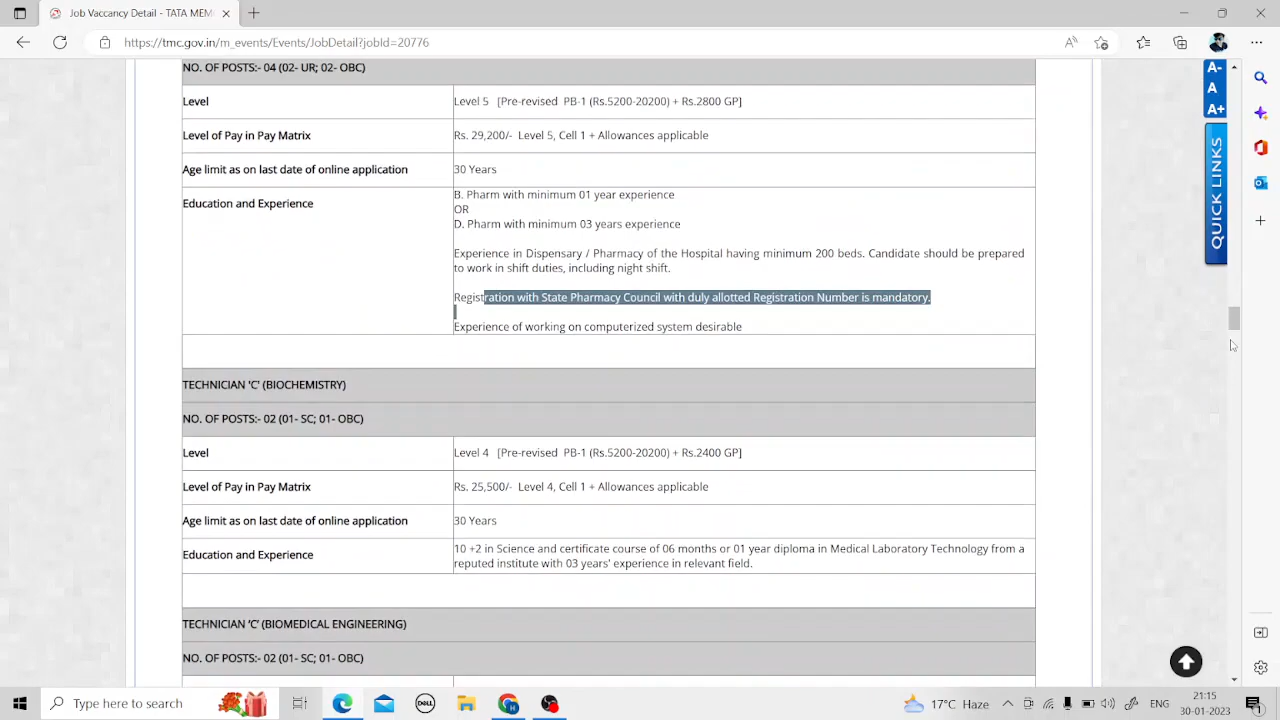 Job Vacancy Detail - TATA MEM
https://tmc.gov.in/m_events/Events/JobDetail?jobId=20776
NO. OF POSTS:- 04 (02- UR; 02- OBC)
Level
Level 5 [Pre-revised PB-1 (Rs.5200-20200) + Rs.2800 GP]
Level of Pay in Pay Matrix
Rs. 29,200/- Level 5, Cell 1 + Allowances applicable
Age limit as on last date of online application
30 Years
Education and Experience
B. Pharm with minimum 01 year experience
OR
D. Pharm with minimum 03 years experience
Experience in Dispensary / Pharmacy of the Hospital having minimum 200 beds. Candidate should be prepared
to work in shift duties, including night shift.
Registration with State Pharmacy Council with duly allotted Registration Number is mandatory.
Experience of working on computerized system desirable
TECHNICIAN 'C' (BIOCHEMISTRY)
NO. OF POSTS:- 02 (01- SC; 01- OBC)
Level
Level 4 [Pre-revised PB-1 (Rs.5200-20200) + Rs.2400 GP]
Level of Pay in Pay Matrix
Rs. 25,500/- Level 4, Cell 1 + Allowances applicable
Age limit as on last date of online application
30 Years
Education and Experience
10 +2 in Science and certificate course of 06 months or 01 year diploma in Medical Laboratory Technology from a
reputed institute with 03 years' experience in relevant field.
TECHNICIAN 'C' (BIOMEDICAL ENGINEERING)
NO. OF POSTS:- 02 (01- SC; 01- OBC)
A-
A
A+
QUICK LINKS
Type here to search
DELL
17°C Haze
21:15
30-01-2023